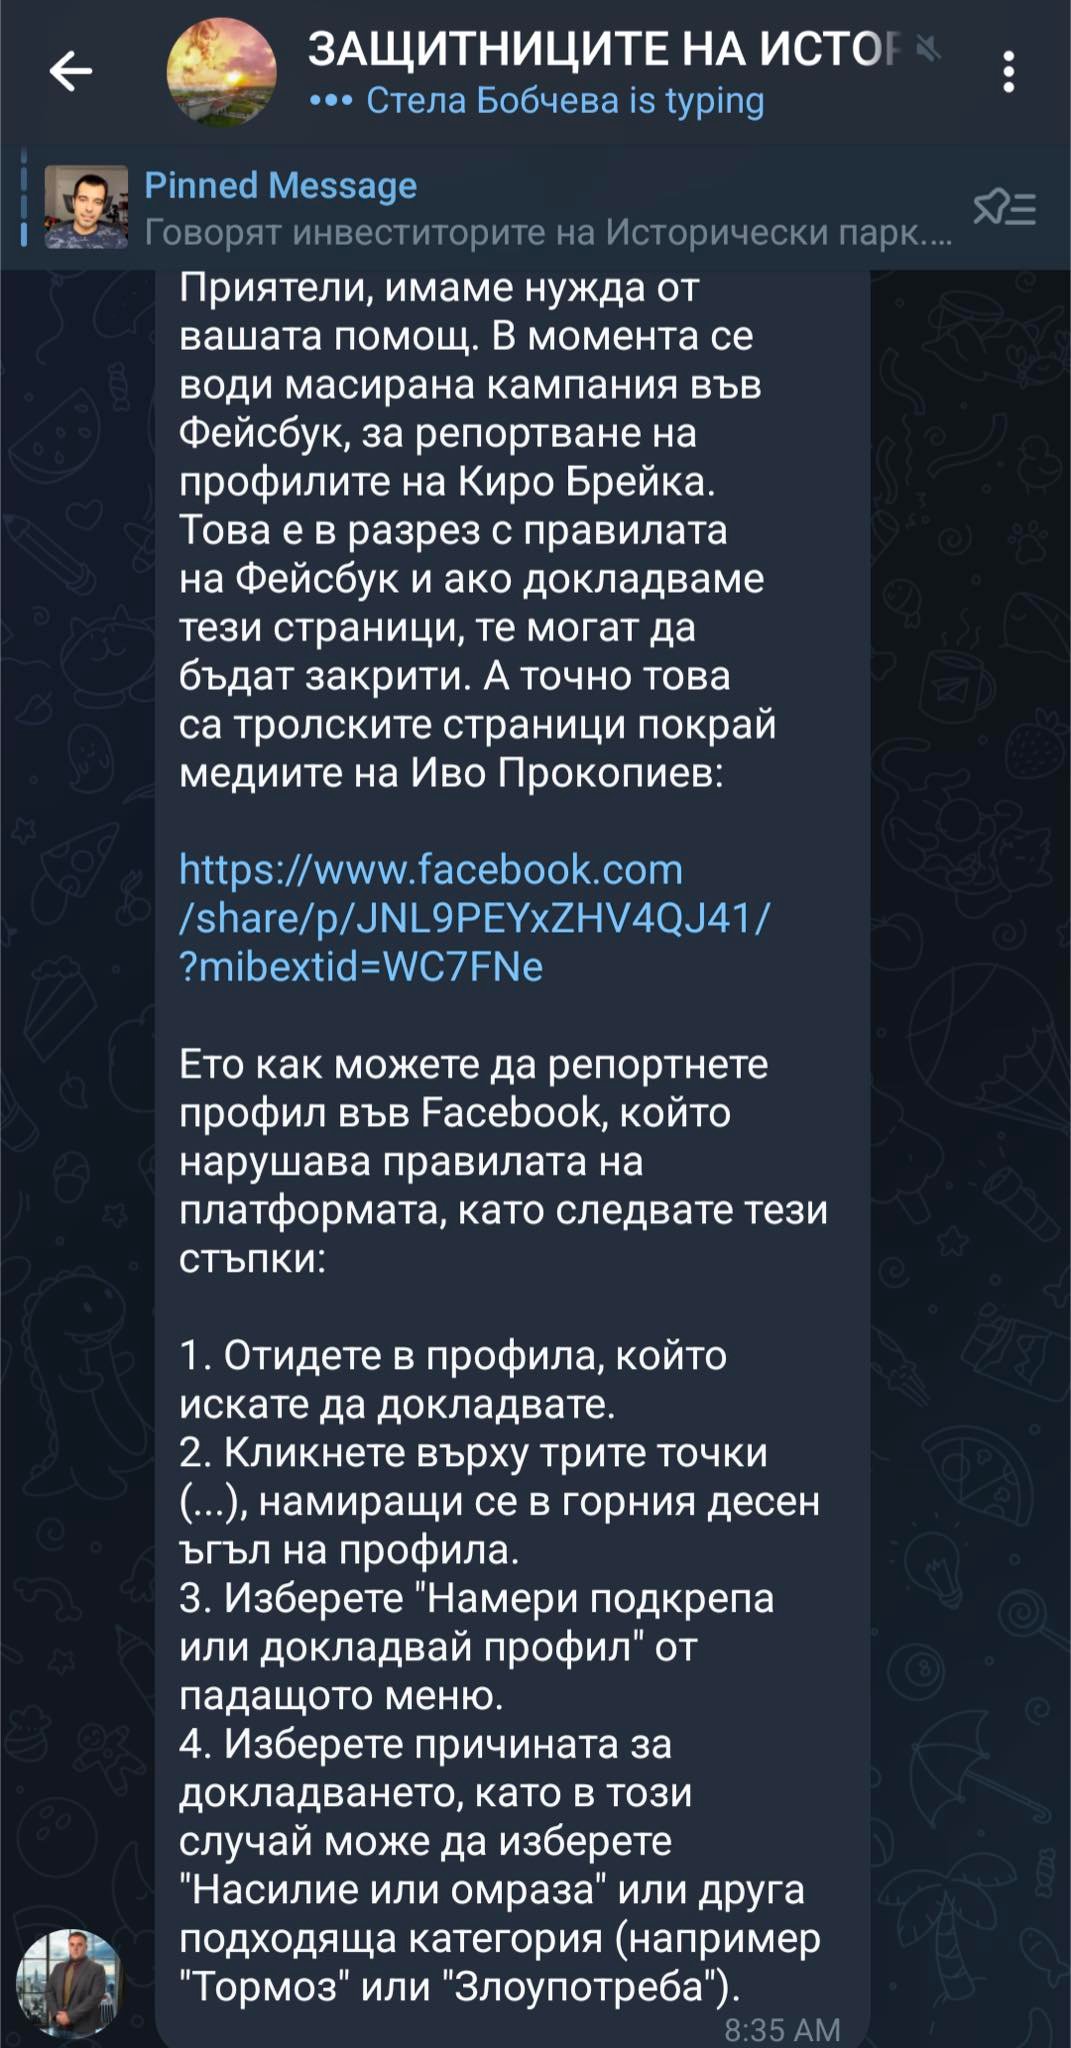 ЗАЩИТНИЦИТЕ НА ИСТОР
Стела Бобчева is typing
Pinned Message
Говорят инвеститорите на Исторически парк....
Приятели, имаме нужда от
вашата помощ. В момента се
води масирана кампания във
Фейсбук, за репортване на
профилите на Киро Брейка.
Това е в разрез с правилата
на Фейсбук и ако докладваме
тези страници, те могат да
бъдат закрити. А точно това
са тролските страници покрай
медиите на Иво Прокопиев:
https://www.facebook.com
/share/p/JNL9PEYxZHV4QJ41/
?mibextid=WC7FNe
Ето как можете да репортнете
профил във Facebook, който
нарушава правилата на
платформата, като следвате тези
стъпки:
1. Отидете в профила, който
искате да докладвате.
2. Кликнете върху трите точки
(...), намиращи се в горния десен
ъгъл на профила.
3. Изберете "Намери подкрепа
или докладвай профил" от
падащото меню.
4. Изберете причината за
докладването, като в този
случай може да изберете
"Насилие или омраза" или друга
подходяща категория (например
"Тормоз" или "Злоупотреба").
8:35 AM